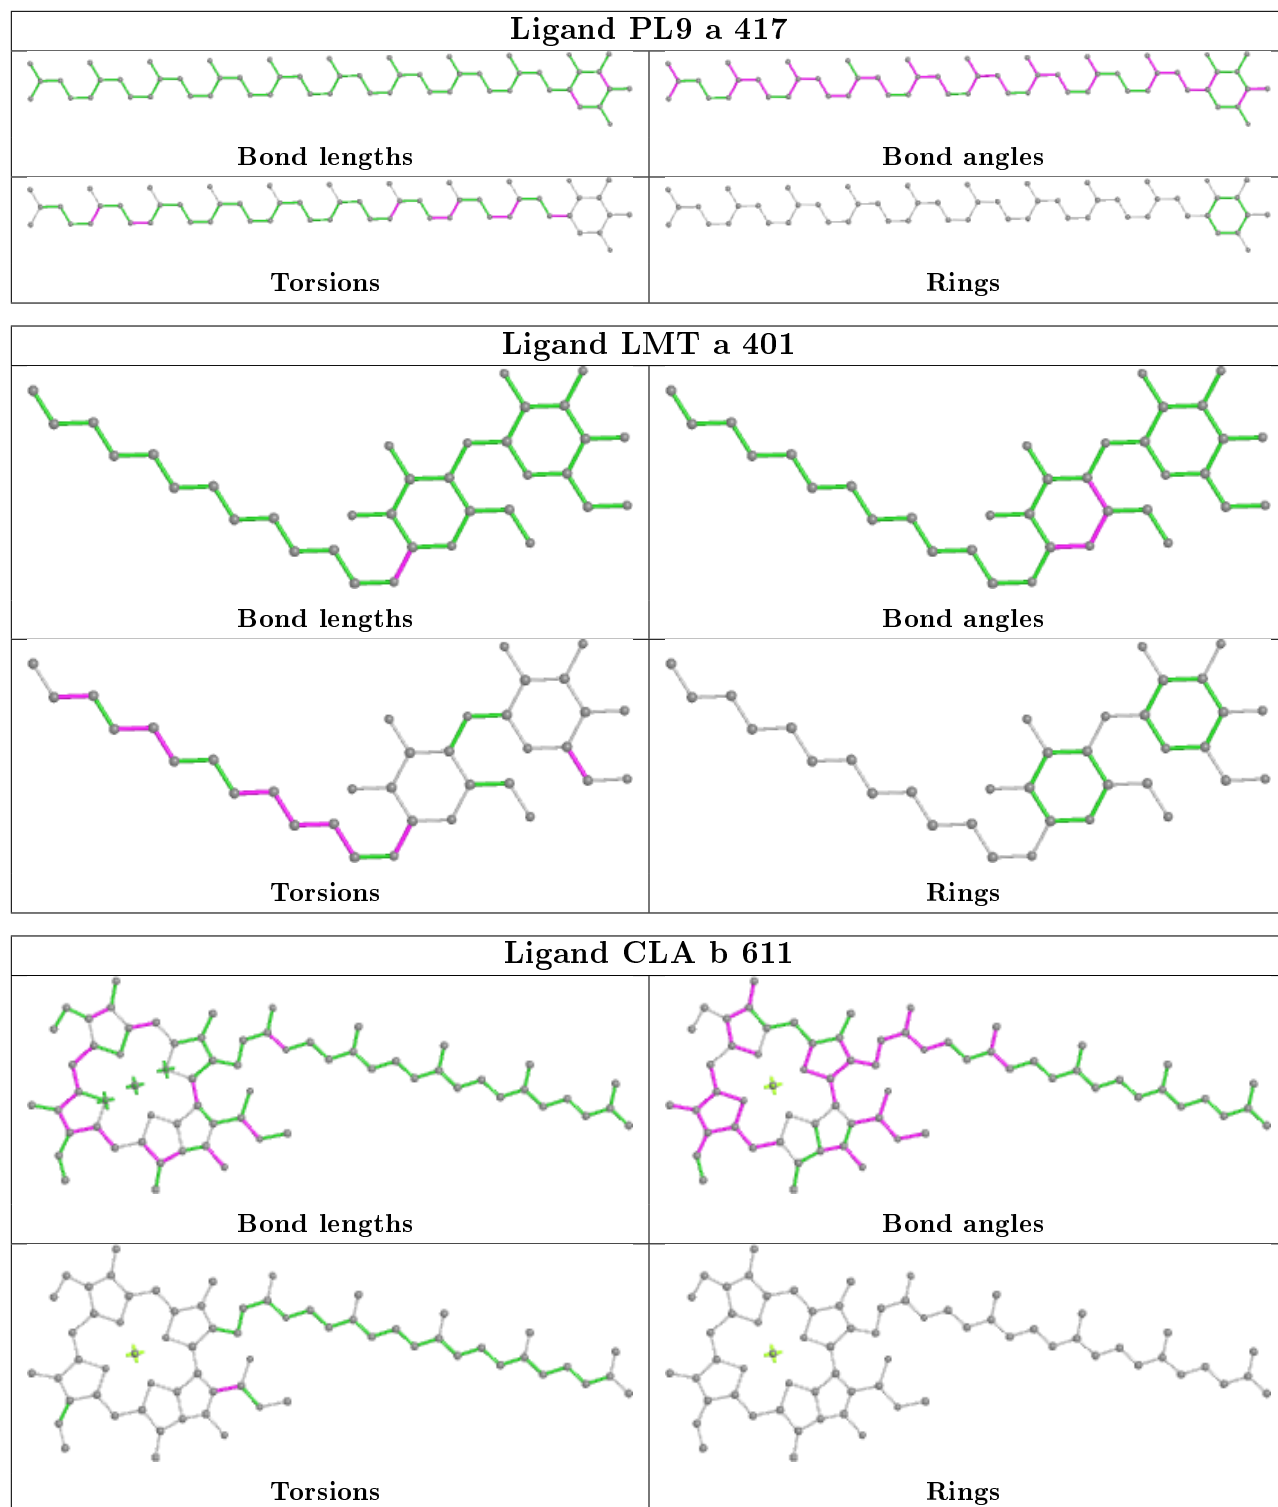 Ligand PL9 a 417
Bond lengths
Bond angles
Torsions
Rings
Ligand LMT a 401
Bond lengths
Bond angles
Torsions
Rings
Ligand CLA b 611
Bond lengths
Bond angles
Torsions
Rings